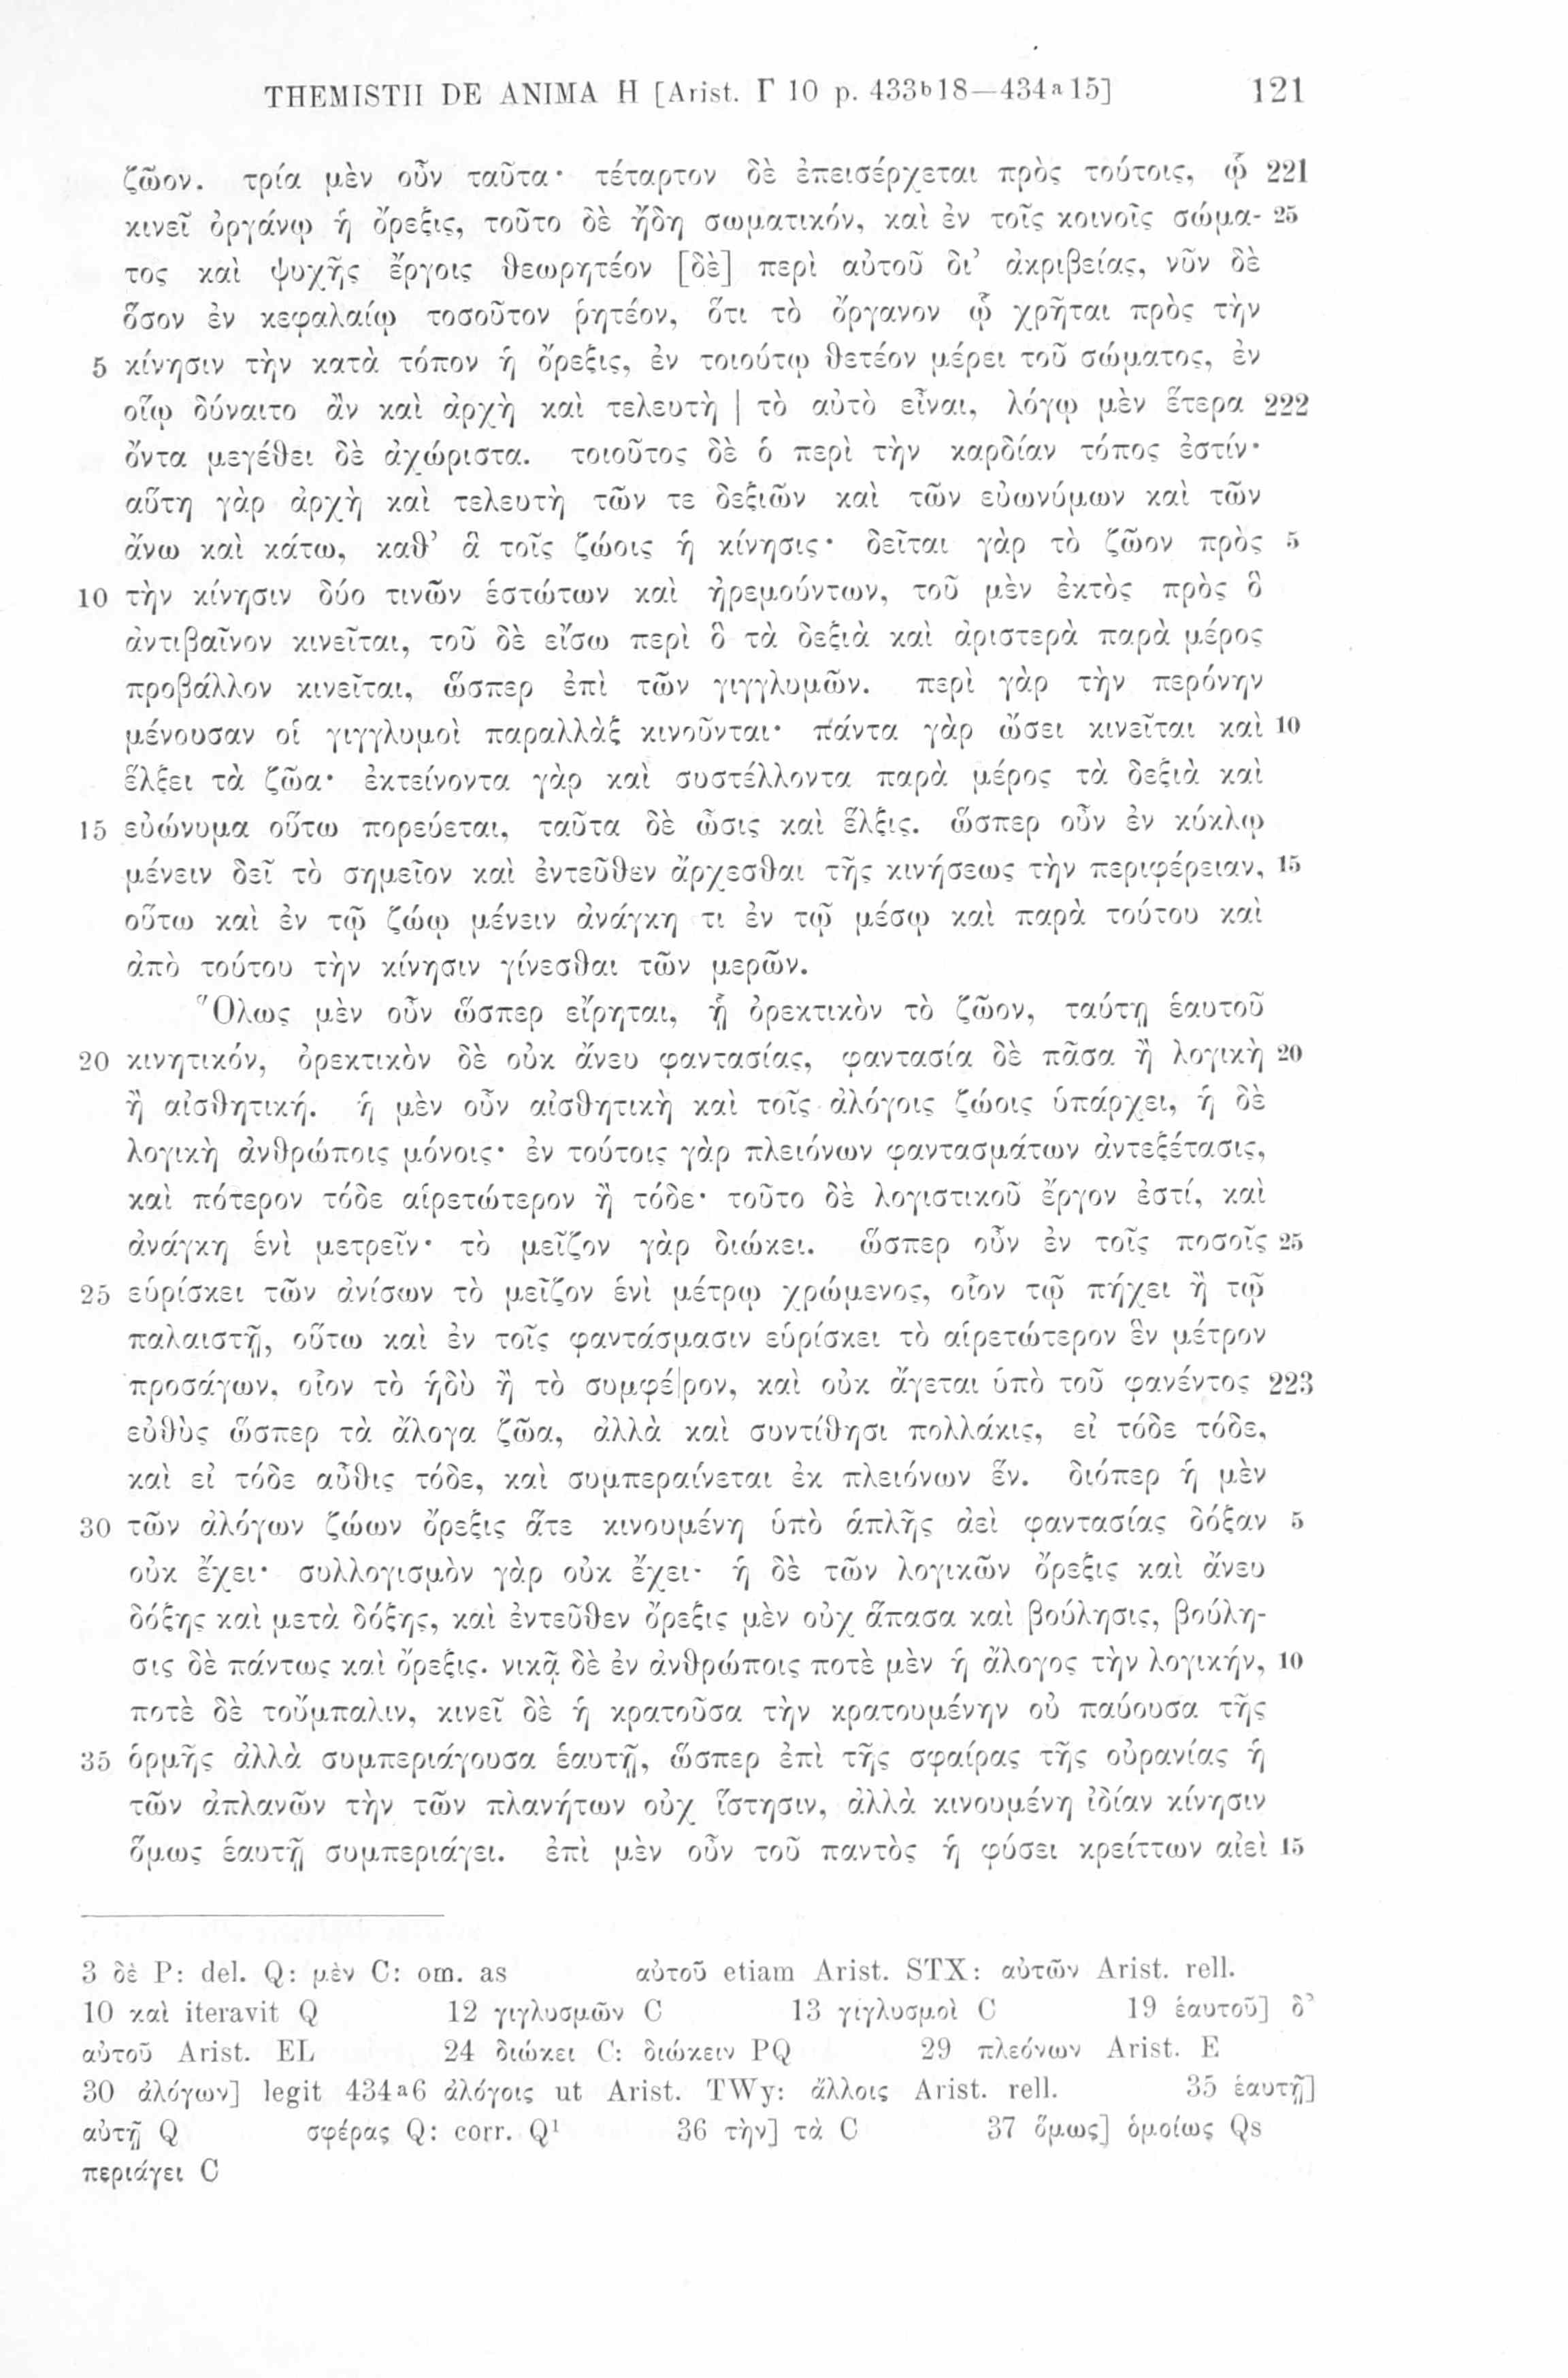 THEMISTII DE ANIMA H [Arist. Γ 10 p. 433b18—434a15] 121
ζῷον. τρία μὲν οὖν ταῦτα· τέταρτον δὲ ἐπεισέρχεται πρὸς τούτοις, ᾧ 221
κινεῖ ὀργάνῳ ἡ ὄρεξις, τοῦτο δὲ ἤδη σωματικόν, καὶ ἐν τοῖς κοινοῖς σώμα- 25
τος καὶ ψυχῆς ἔργοις θεωρητέον [δὲ] περὶ αὐτοῦ δι’ ἀκριβείας, νῦν δὲ
ὅσον ἐν κεφαλαίῳ τοσοῦτον ῥητέον, ὅτι τὸ ὄργανον ᾧ χρῆται πρὸς τὴν
5 κίνησιν τὴν κατὰ τόπον ἡ ὄρεξις, ἐν τοιούτῳ θετέον μέρει τοῦ σώματος, ἐν
οἵῳ δύναιτο ἂν καὶ ἀρχὴ καὶ τελευτὴ | τὸ αὐτὸ εἶναι, λόγῳ μὲν ἕτερα 222
ὄντα μεγέθει δὲ ἀχώριστα. τοιοῦτος δὲ ὁ περὶ τὴν καρδίαν τόπος ἐστίν·
αὕτη γὰρ ἀρχὴ καὶ τελευτὴ τῶν τε δεξιῶν καὶ τῶν εὐωνύμων καὶ τῶν
ἄνω καὶ κάτω, καθ’ ἃ τοῖς ζῴοις ἡ κίνησις· δεῖται γὰρ τὸ ζῷον πρὸς 5
10 τὴν κίνησιν δύο τινῶν ἑστώτων καὶ ἠρεμούντων, τοῦ μὲν ἐκτὸς πρὸς ὃ
ἀντιβαῖνον κινεῖται, τοῦ δὲ εἴσω περὶ ὃ τὰ δεξιὰ καὶ ἀριστερὰ παρὰ μέρος
προβάλλον κινεῖται, ὥσπερ ἐπὶ τῶν γιγγλυμῶν. περὶ γὰρ τὴν περόνην
μένουσαν οἱ γιγγλυμοὶ παραλλὰξ κινοῦνται· πάντα γὰρ ὤσει κινεῖται καὶ 10
ἕλξει τὰ ζῷα· ἐκτείνοντα γὰρ καὶ συστέλλοντα παρὰ μέρος τὰ δεξιὰ καὶ
15 εὐώνυμα οὕτω πορεύεται, ταῦτα δὲ ὦσις καὶ ἕλξις. ὥσπερ οὖν ἐν κύκλῳ
μένειν δεῖ τὸ σημεῖον καὶ ἐντεῦθεν ἄρχεσθαι τῆς κινήσεως τὴν περιφέρειαν, 15
οὕτω καὶ ἐν τῷ ζῴῳ μένειν ἀνάγκη τι ἐν τῷ μέσῳ καὶ παρὰ τούτου καὶ
ἀπὸ τούτου τὴν κίνησιν γίνεσθαι τῶν μερῶν.
Ὅλως μὲν οὖν ὥσπερ εἴρηται, ᾗ ὀρεκτικὸν τὸ ζῷον, ταύτῃ ἑαυτοῦ
20 κινητικόν, ὀρεκτικὸν δὲ οὐκ ἄνευ φαντασίας, φαντασία δὲ πᾶσα ἢ λογικὴ 20
ἢ αἰσθητική. ἡ μὲν οὖν αἰσθητικὴ καὶ τοῖς ἀλόγοις ζῴοις ὑπάρχει, ἡ δὲ
λογικὴ ἀνθρώποις μόνοις· ἐν τούτοις γὰρ πλειόνων φαντασμάτων ἀντεξέτασις,
καὶ πότερον τόδε αἱρετώτερον ἢ τόδε· τοῦτο δὲ λογιστικοῦ ἔργον ἐστί, καὶ
ἀνάγκη ἑνὶ μετρεῖν· τὸ μεῖζον γὰρ διώκει. ὥσπερ οὖν ἐν τοῖς ποσοῖς 25
25 εὑρίσκει τῶν ἀνίσων τὸ μεῖζον ἑνὶ μέτρῳ χρώμενος, οἷον τῷ πήχει ἢ τῷ
παλαιστῇ, οὕτω καὶ ἐν τοῖς φαντάσμασιν εὑρίσκει τὸ αἱρετώτερον ἓν μέτρον
προσάγων, οἷον τὸ ἡδὺ ἢ τὸ συμφέ|ρον, καὶ οὐκ ἄγεται ὑπὸ τοῦ φανέντος 223
εὐθὺς ὥσπερ τὰ ἄλογα ζῷα, ἀλλὰ καὶ συντίθησι πολλάκις, εἰ τόδε τόδε,
καὶ εἰ τόδε αὖθις τόδε, καὶ συμπεραίνεται ἐκ πλειόνων ἕν. διόπερ ἡ μὲν
30 τῶν ἀλόγων ζῴων ὄρεξις ἅτε κινουμένη ὑπὸ ἁπλῆς ἀεὶ φαντασίας δόξαν 5
οὐκ ἔχει· συλλογισμὸν γὰρ οὐκ ἔχει· ἡ δὲ τῶν λογικῶν ὄρεξις καὶ ἄνευ
δόξης καὶ μετὰ δόξης, καὶ ἐντεῦθεν ὄρεξις μὲν οὐχ ἅπασα καὶ βούλησις, βούλη-
σις δὲ πάντως καὶ ὄρεξις. νικᾷ δὲ ἐν ἀνθρώποις ποτὲ μὲν ἡ ἄλογος τὴν λογικήν, 10
ποτὲ δὲ τοὔμπαλιν, κινεῖ δὲ ἡ κρατοῦσα τὴν κρατουμένην οὐ παύουσα τῆς
35 ὁρμῆς ἀλλὰ συμπεριάγουσα ἑαυτῇ, ὥσπερ ἐπὶ τῆς σφαίρας τῆς οὐρανίας ἡ
τῶν ἀπλανῶν τὴν τῶν πλανήτων οὐχ ἵστησιν, ἀλλὰ κινουμένη ἰδίαν κίνησιν
ὅμως ἑαυτῇ συμπεριάγει. ἐπὶ μὲν οὖν τοῦ παντὸς ἡ φύσει κρείττων αἰεὶ 15
3 δὲ P: del. Q: μὲν C: om. as αὐτοῦ etiam Arist. STX: αὐτῶν Arist. rell.
10 καὶ iteravit Q 12 γιγλυσμῶν C 13 γίγλυσμοὶ C 19 ἑαυτοῦ] δ’
αὐτοῦ Arist. EL 24 διώκει C: διώκειν PQ 29 πλεόνων Arist. E
30 ἀλόγων] legit 434a6 ἀλόγοις ut Arist. TWy: ἄλλοις Arist. rell. 35 ἑαυτῇ]
αὐτῇ Q σφέρας Q: corr. Q1 36 τὴν] τὰ C 37 ὅμως] ὁμοίως Qs
περιάγει C